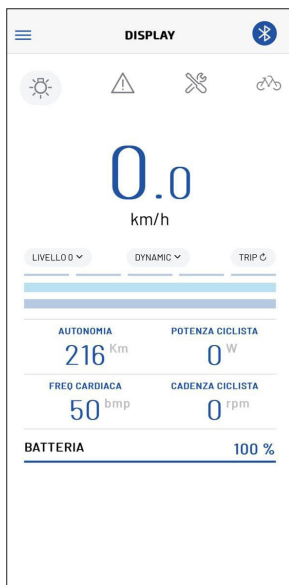 DISPLAY
0.0
km/h
LIVELLO 0 DYNAMIC TRIP
AUTONOMIA POTENZA CICLISTA
216 Km 0 W
FREQ CARDIACA CADENZA CICLISTA
50 bmp 0 rpm
BATTERIA 100 %